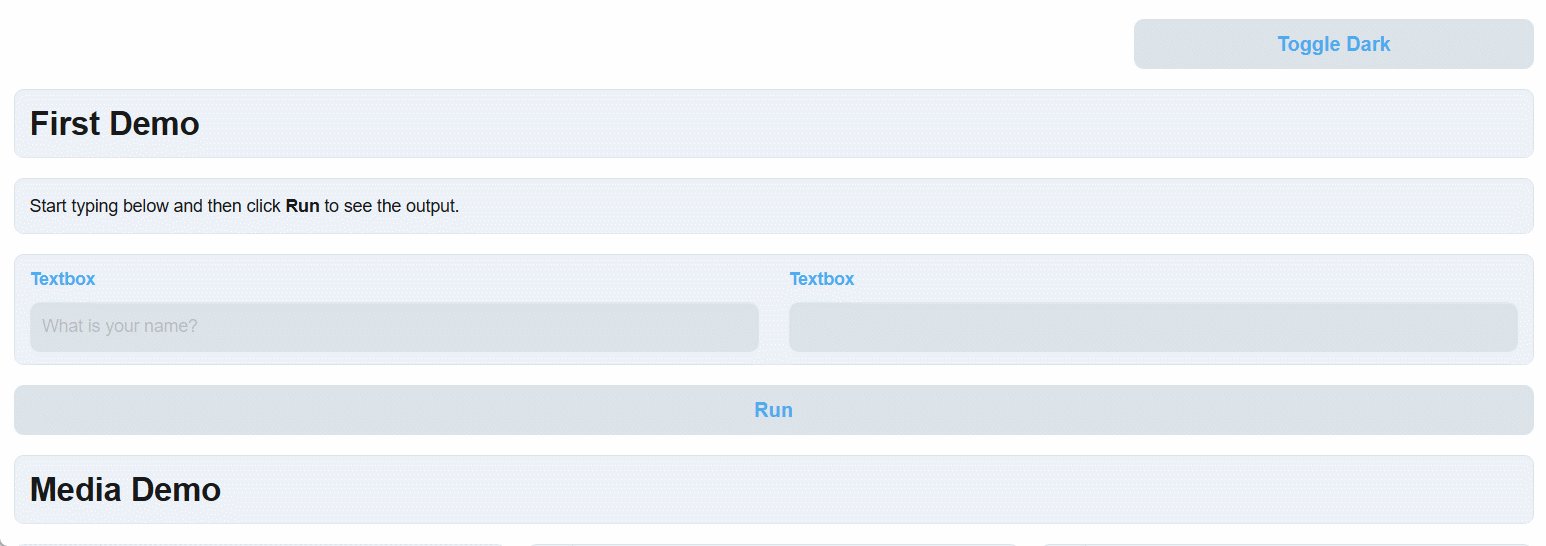 Toggle Dark
First Demo
Start typing below and then click Run to see the output.
Textbox
Textbox
What is your name?
Run
Media Demo